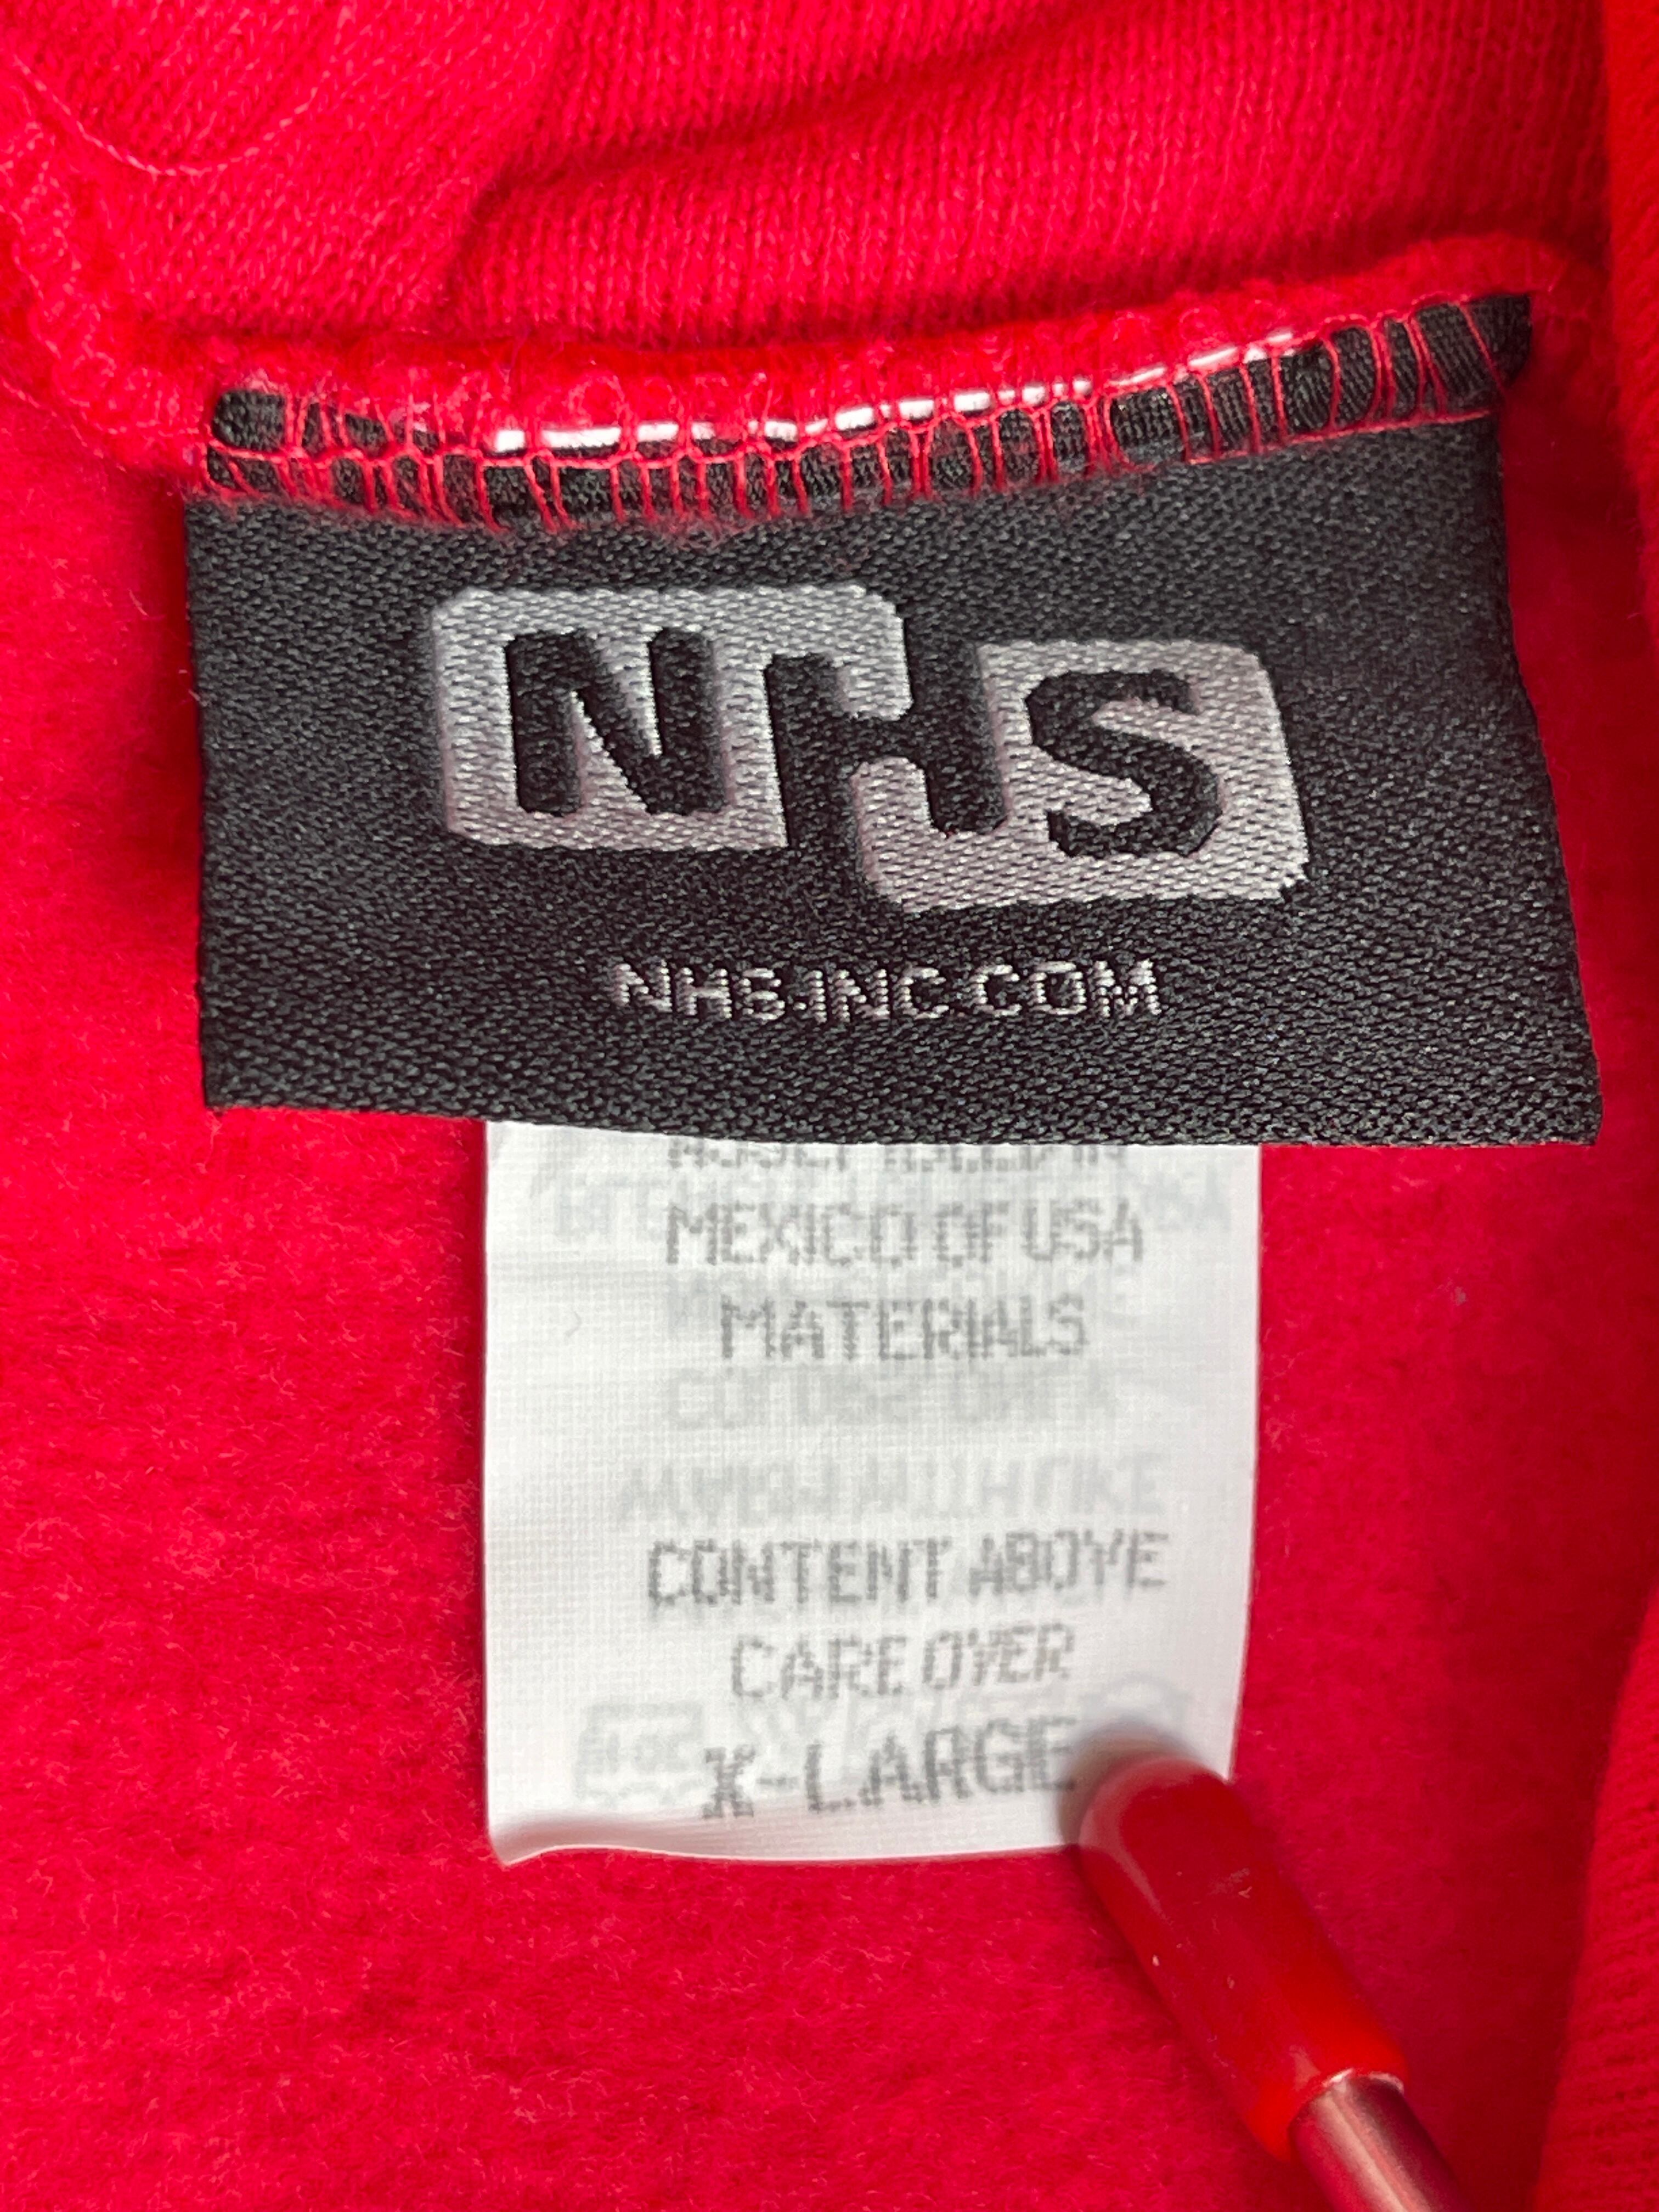 NHS
NHS-INC.COM
MEXICO OF USA
MATERIALS
CONTENT ABOVE
CARE OVER
X-LARGE